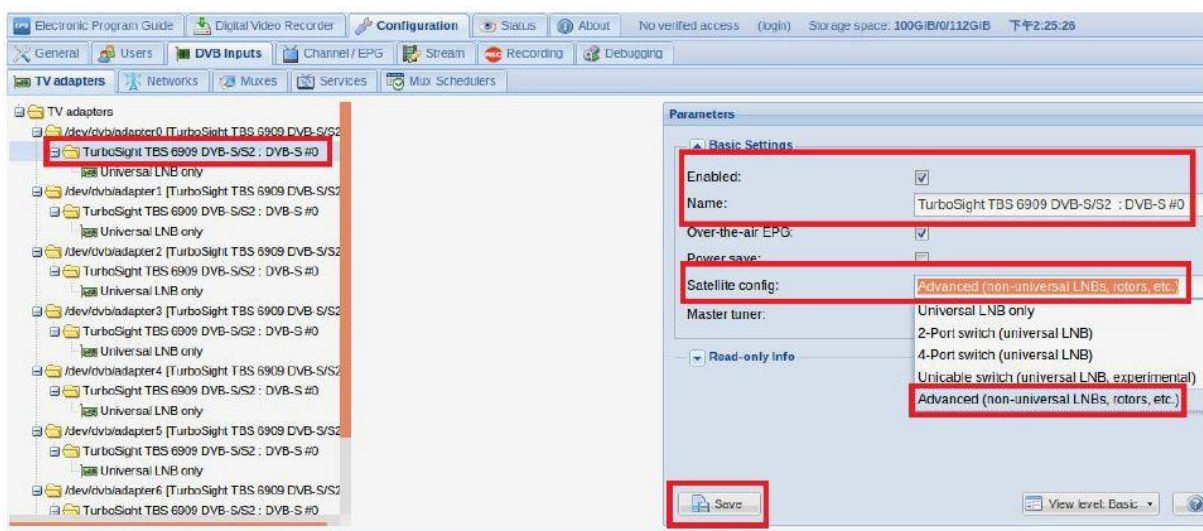 Electronic Program Guide Digital Video Recorder Configuration Status About No verified access (login) Storage space: 100GiB/0/112GiB 下午2:25:26
General Users DVB Inputs Channel / EPG Stream Recording Debugging
TV adapters Networks Muxes Services Mux Schedulers
TV adapters
/dev/dvb/adapter0 [TurboSight TBS 6909 DVB-S/S2
TurboSight TBS 6909 DVB-S/S2 : DVB-S #0
Universal LNB only
/dev/dvb/adapter1 [TurboSight TBS 6909 DVB-S/S2
TurboSight TBS 6909 DVB-S/S2 : DVB-S #0
Universal LNB only
/dev/dvb/adapter2 [TurboSight TBS 6909 DVB-S/S2
TurboSight TBS 6909 DVB-S/S2 : DVB-S #0
Universal LNB only
/dev/dvb/adapter3 [TurboSight TBS 6909 DVB-S/S2
TurboSight TBS 6909 DVB-S/S2 : DVB-S #0
Universal LNB only
/dev/dvb/adapter4 [TurboSight TBS 6909 DVB-S/S2
TurboSight TBS 6909 DVB-S/S2 : DVB-S #0
Universal LNB only
/dev/dvb/adapter5 [TurboSight TBS 6909 DVB-S/S2
TurboSight TBS 6909 DVB-S/S2 : DVB-S #0
Universal LNB only
/dev/dvb/adapter6 [TurboSight TBS 6909 DVB-S/S2
TurboSight TBS 6909 DVB-S/S2 : DVB-S #0
Parameters
Basic Settings
Enabled:
Name: TurboSight TBS 6909 DVB-S/S2 : DVB-S #0
Over-the-air EPG:
Power save:
Satellite config: Advanced (non-universal LNBs, rotors, etc.)
Master tuner:
Universal LNB only
2-Port switch (universal LNB)
4-Port switch (universal LNB)
Unicable switch (universal LNB, experimental)
Advanced (non-universal LNBs, rotors, etc.)
Read-only Info
Save View level: Basic